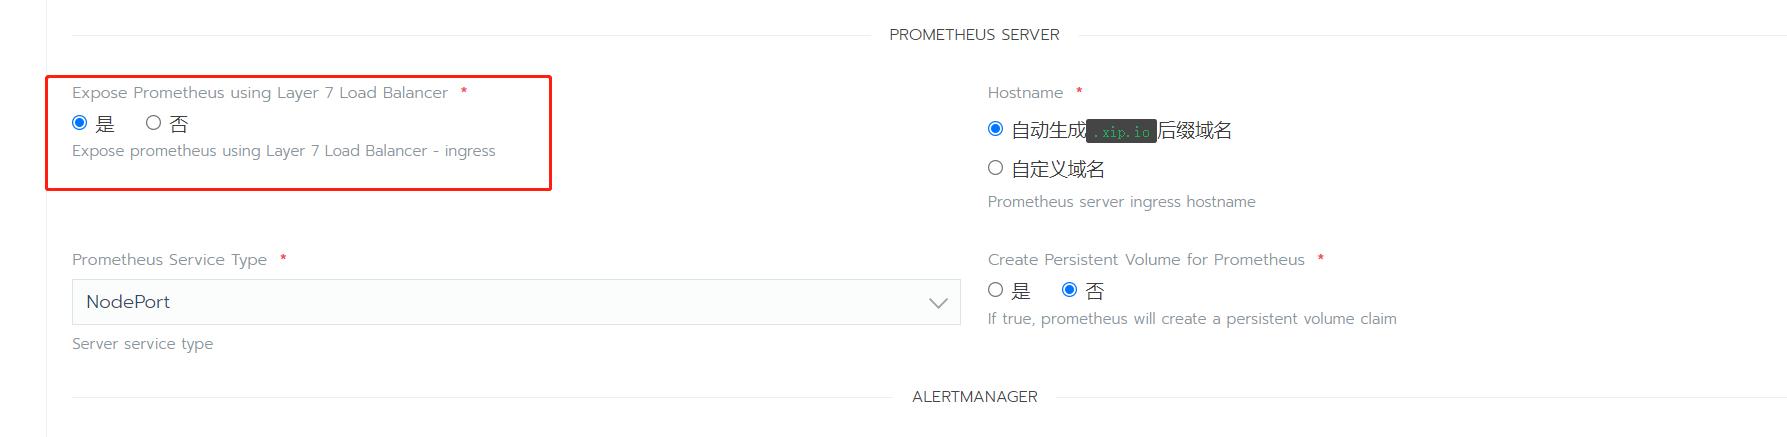 PROMETHEUS SERVER
Expose Prometheus using Layer 7 Load Balancer *
是 否
Expose prometheus using Layer 7 Load Balancer - ingress
Hostname *
自动生成.xip.io后缀域名
自定义域名
Prometheus server ingress hostname
Prometheus Service Type *
NodePort
Server service type
Create Persistent Volume for Prometheus *
是 否
If true, prometheus will create a persistent volume claim
ALERTMANAGER